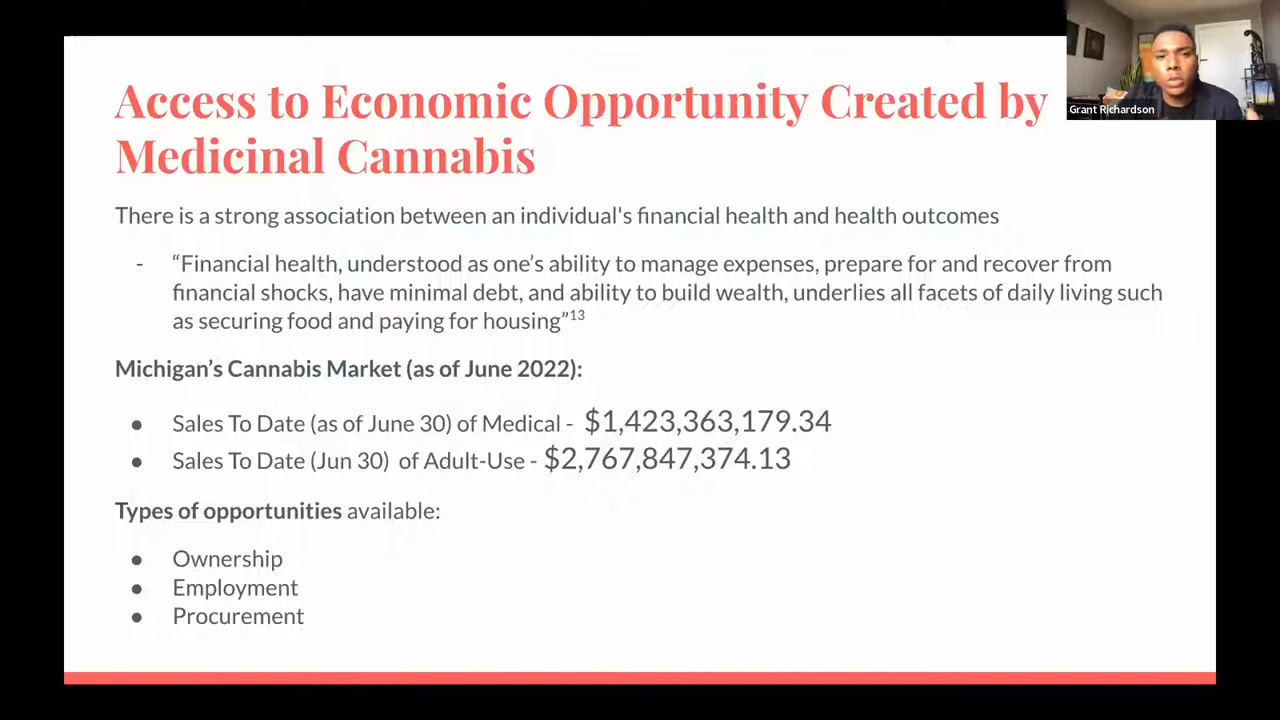 Access to Economic Opportunity Created by
Medicinal Cannabis
Grant Richardson
There is a strong association between an individual's financial health and health outcomes
- “Financial health, understood as one’s ability to manage expenses, prepare for and recover from
financial shocks, have minimal debt, and ability to build wealth, underlies all facets of daily living such
as securing food and paying for housing”13
Michigan’s Cannabis Market (as of June 2022):
● Sales To Date (as of June 30) of Medical - $1,423,363,179.34
● Sales To Date (Jun 30) of Adult-Use - $2,767,847,374.13
Types of opportunities available:
● Ownership
● Employment
● Procurement